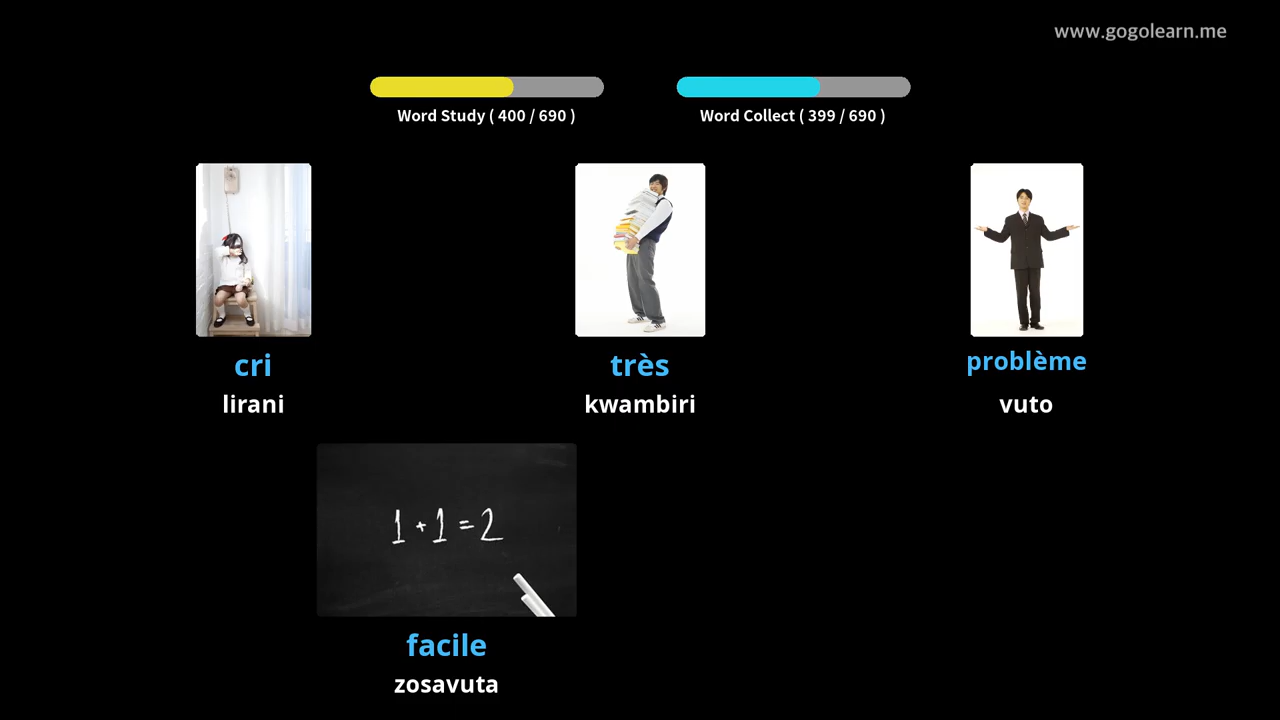 www.gogolearn.me
Word Study ( 400 / 690 )
Word Collect ( 399 / 690 )
cri
lirani
très
kwambiri
problème
vuto
1 + 1 = 2
facile
zosavuta